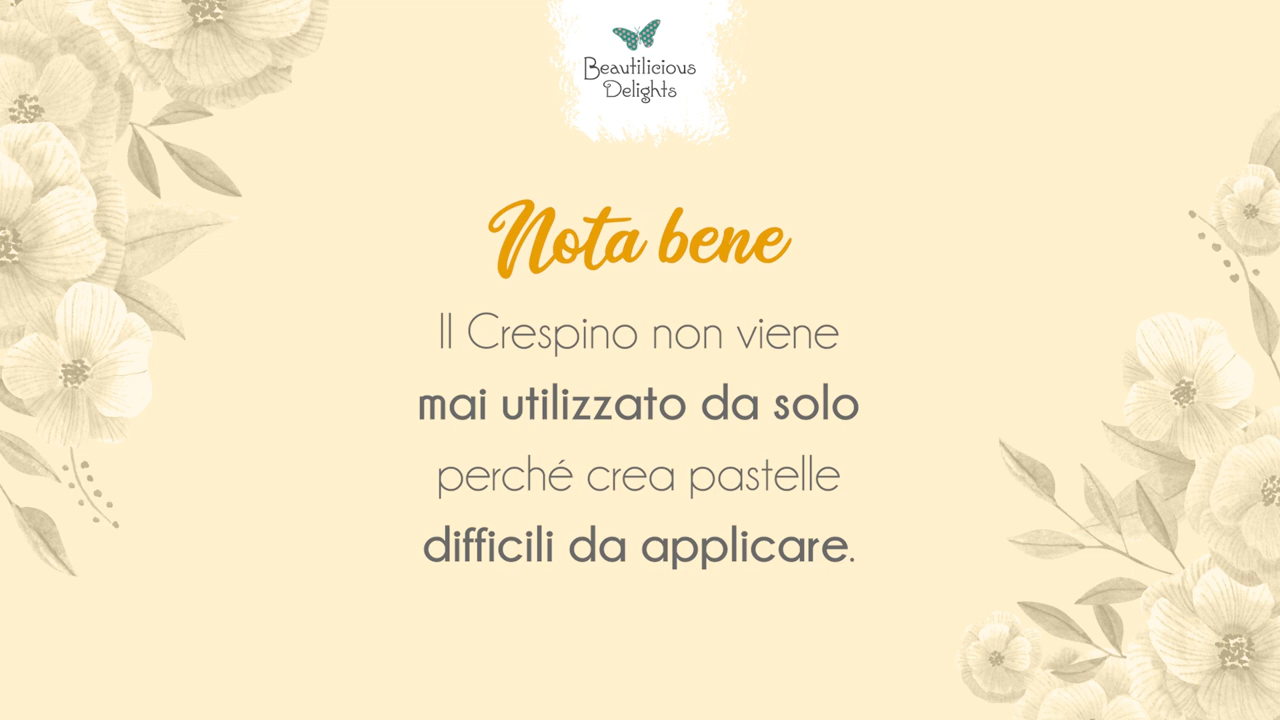 Beautilicious
Delights
Nota bene
Il Crespino non viene
mai utilizzato da solo
perché crea pastelle
difficili da applicare.